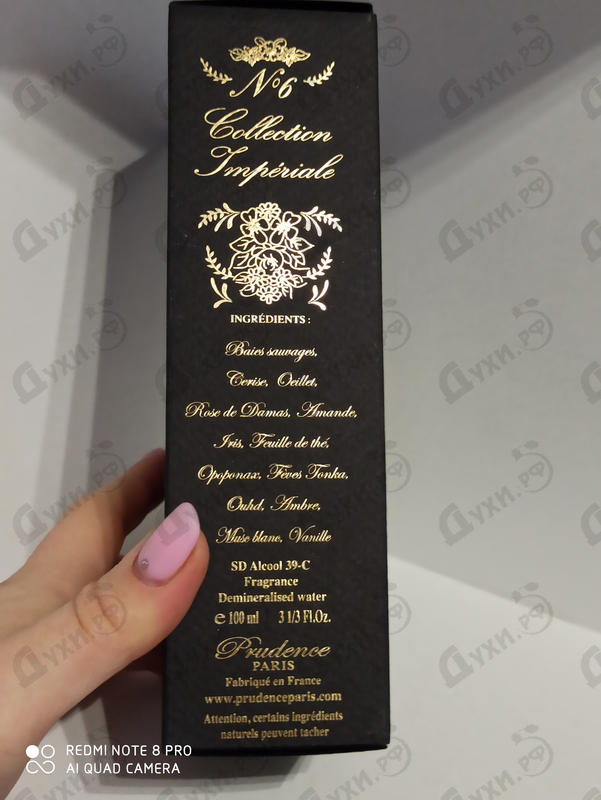 N°6
Collection
Impériale
INGRÉDIENTS :
Baies sauvages,
Cerise, Oeillet,
Rose de Damas, Amande,
Iris, Feuille de thé,
Opoponax, Fèves Tonka,
Ouhd, Ambre,
Musc blanc, Vanille
SD Alcool 39-C
Fragrance
Demineralised water
℮ 100 ml 3 1/3 Fl.Oz.
Prudence
PARIS
Fabriqué en France
www.prudenceparis.com
Attention, certains ingrédients
naturels peuvent tacher
REDMI NOTE 8 PRO
AI QUAD CAMERA
Духи.РФ